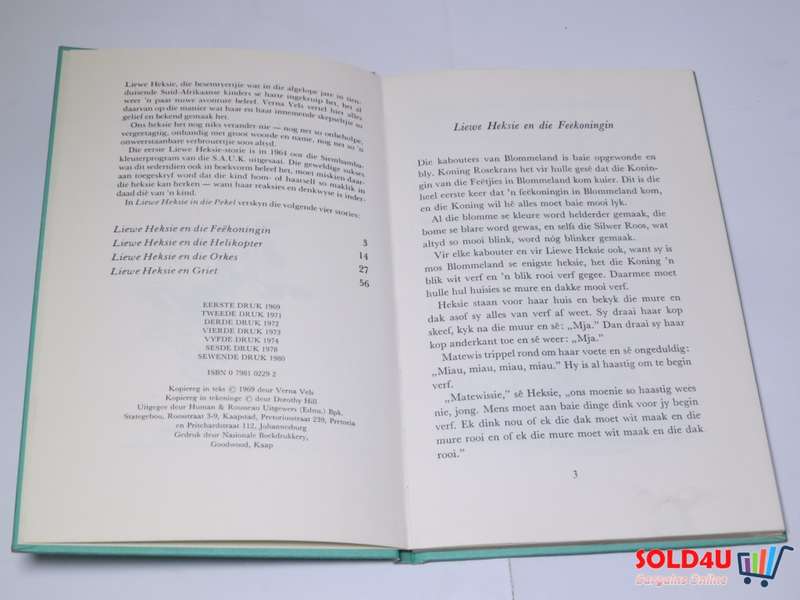 Liewe Heksie, die besemryertjie wat in die afgelope jare in tien-
duisende Suid-Afrikaanse kinders se harte ingekruip het, het al
weer 'n paar nuwe avonture beleef. Verna Vels vertel hier alles
daarvan op die manier wat haar en haar innemende skepseltjie so
gelief en bekend gemaak het.
Ons heksie het nog niks verander nie — nog net so onbeholpe,
vergeetagtig, onhandig met groot woorde en name, nog net so 'n
onweerstaanbare verbrouertjie soos altyd.
Die eerste Liewe Heksie-storie is in 1964 oor die Stembamba-
kleuterprogram van die S.A.U.K. uitgesaai. Die geweldige sukses
wat dit sedertdien ook in boekvorm beleef het, moet miskien daar-
aan toegeskryf word dat die kind hom- of haarself so maklik in
die heksie kan herken — want haar reaksies en denkwyse is inder-
daad dié van 'n kind.
In Liewe Heksie in die Pekel verskyn die volgende vier stories:
Liewe Heksie en die Feëkoningin
Liewe Heksie en die Helikopter 3
Liewe Heksie en die Orkes 14
Liewe Heksie en Griet 27
56
EERSTE DRUK 1969
TWEEDE DRUK 1971
DERDE DRUK 1972
VIERDE DRUK 1973
VYFDE DRUK 1974
SESDE DRUK 1978
SEWENDE DRUK 1980
ISBN 0 7981 0229 2
Kopiereg in teks © 1969 deur Verna Vels
Kopiereg in tekeninge © deur Dorothy Hill
Uitgegee deur Human & Rousseau Uitgewers (Edms.) Bpk.
Stategebou, Roosstraat 3-9, Kaapstad, Pretoriusstraat 239, Pretoria
en Pritchardstraat 112, Johannesburg
Gedruk deur Nasionale Boekdrukkery,
Goodwood, Kaap
Liewe Heksie en die Feekoningin
Die kabouters van Blommeland is baie opgewonde en
bly. Koning Rosekrans het vir hulle gesê dat die Konin-
gin van die Feëtjies in Blommeland kom kuier. Dit is die
heel eerste keer dat 'n feëkoningin in Blommeland kom,
en die Koning wil hê alles moet baie mooi lyk.
Al die blomme se kleure word helderder gemaak, die
bome se blare word gewas, en selfs die Silwer Roos, wat
altyd so mooi blink, word nóg blinker gemaak.
Vir elke kabouter en vir Liewe Heksie ook, want sy is
mos Blommeland se enigste heksie, het die Koning 'n
blik wit verf en 'n blik rooi verf gegee. Daarmee moet
hulle hul huisies se mure en dakke mooi verf.
Heksie staan voor haar huis en bekyk die mure en
dak asof sy alles van verf af weet. Sy draai haar kop
skeef, kyk na die muur en sê: „Mja.” Dan draai sy haar
kop anderkant toe en sê weer: „Mja.”
Matewis trippel rond om haar voete en sê ongeduldig:
„Miau, miau, miau, miau.” Hy is al haastig om te begin
verf.
„Matewissie,” sê Heksie, „ons moenie so haastig wees
nie, jong. Mens moet aan baie dinge dink voor jy begin
verf. Ek dink nou of ek die dak moet wit maak en die
mure rooi en of ek die mure moet wit maak en die dak
rooi.”
3
SOLD4U
Bargains Online